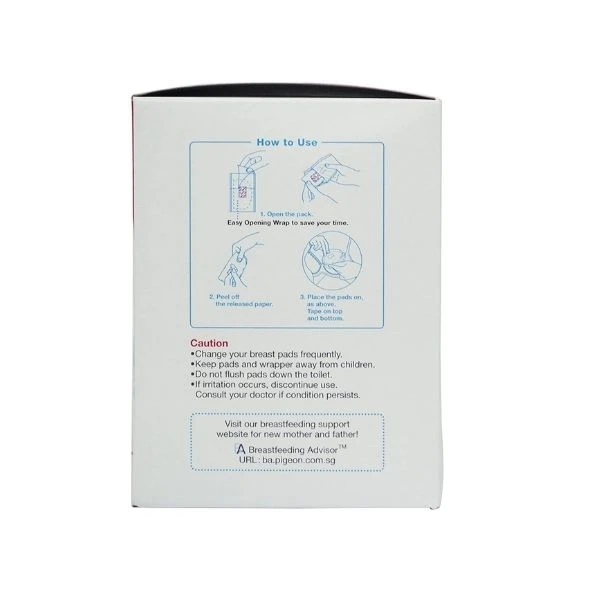 How to Use
1. Open the pack.
Easy Opening Wrap to save your time.
2. Peel off
the released paper.
3. Place the pads on,
as above.
Tape on top
and bottom.
Caution
•Change your breast pads frequently.
•Keep pads and wrapper away from children.
•Do not flush pads down the toilet.
•If irritation occurs, discontinue use.
Consult your doctor if condition persists.
Visit our breastfeeding support
website for new mother and father!
BA Breastfeeding Advisor™
URL : ba.pigeon.com.sg